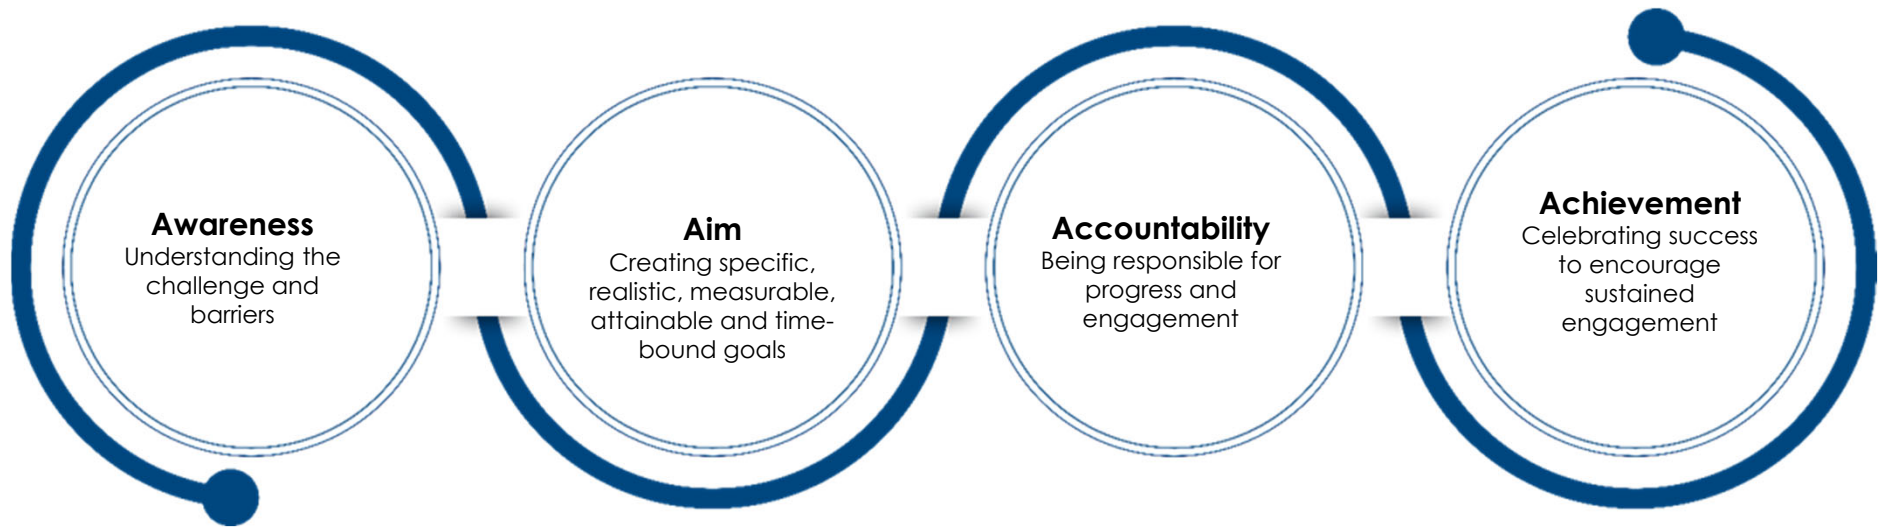 Awareness
Understanding the
challenge and
barriers
Aim
Creating specific,
realistic, measurable,
attainable and time-
bound goals
Accountability
Being responsible for
progress and
engagement
Achievement
Celebrating success
to encourage
sustained
engagement